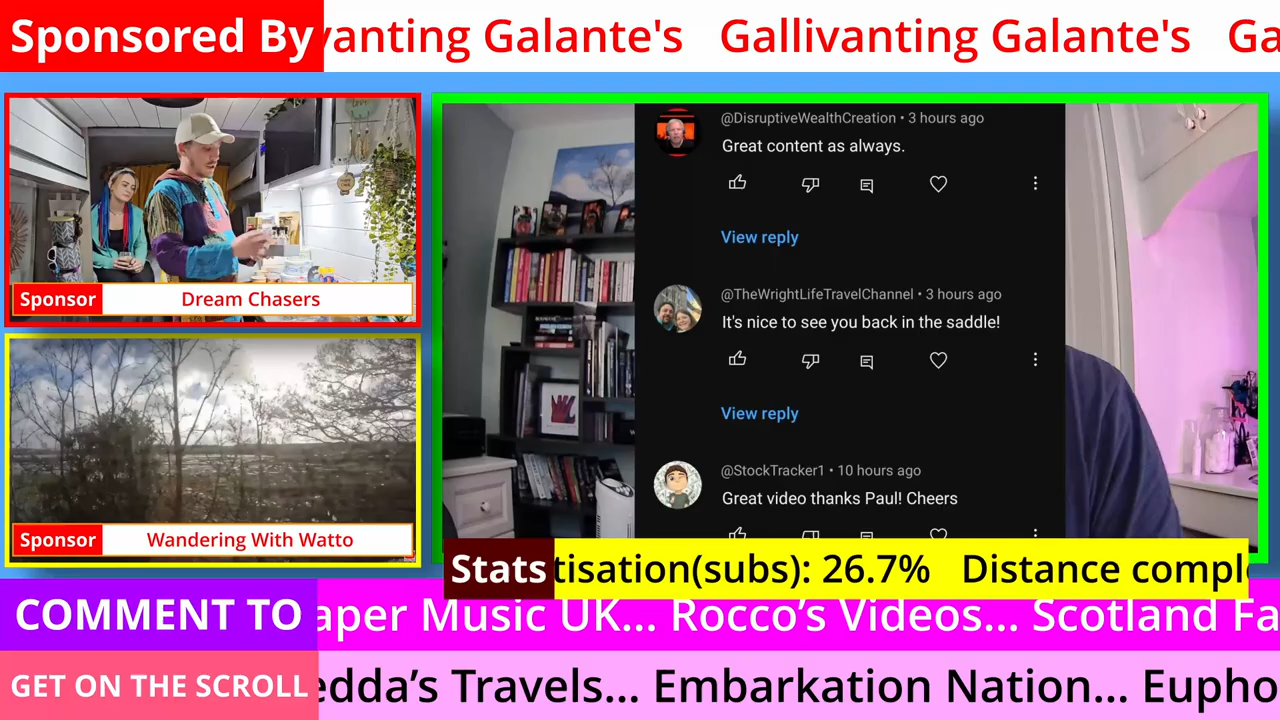 Sponsored By
vanting Galante's Gallivanting Galante's Ga
Sponsor
Dream Chasers
Sponsor
Wandering With Watto
@DisruptiveWealthCreation • 3 hours ago
Great content as always.
View reply
@TheWrightLifeTravelChannel • 3 hours ago
It's nice to see you back in the saddle!
View reply
@StockTracker1 • 10 hours ago
Great video thanks Paul! Cheers
Stats
tisation(subs): 26.7% Distance compl
COMMENT TO
aper Music UK... Rocco’s Videos... Scotland Fa
GET ON THE SCROLL
edda’s Travels... Embarkation Nation... Eupho